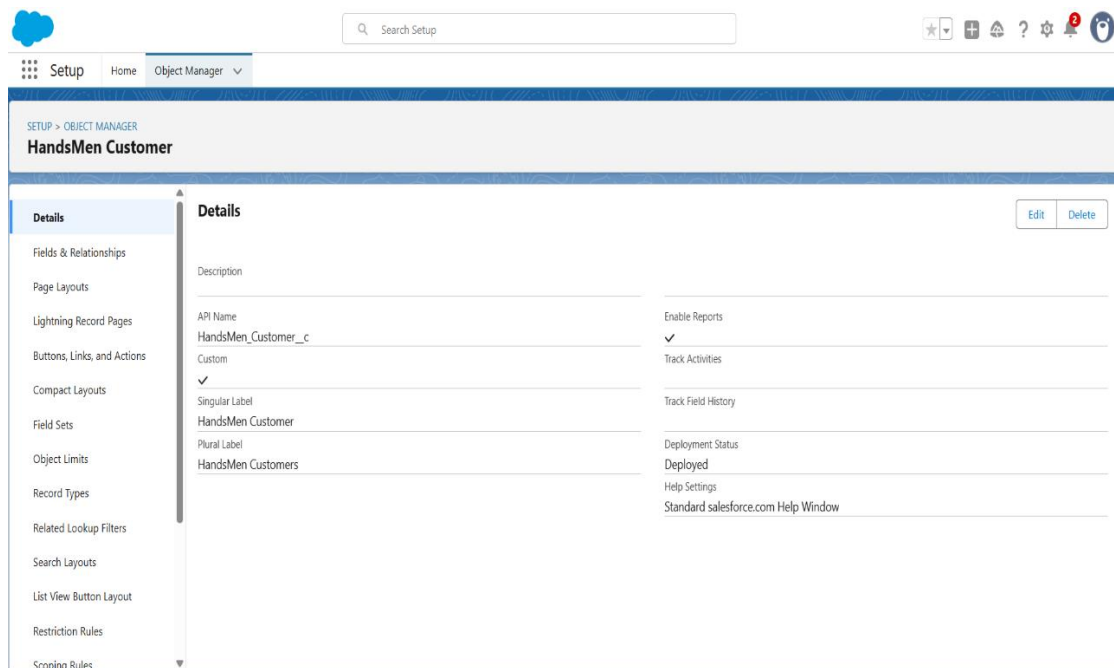 Search Setup
2
Setup
Home
Object Manager
SETUP > OBJECT MANAGER
HandsMen Customer
Details
Fields & Relationships
Page Layouts
Lightning Record Pages
Buttons, Links, and Actions
Compact Layouts
Field Sets
Object Limits
Record Types
Related Lookup Filters
Search Layouts
List View Button Layout
Restriction Rules
Scoping Rules
Details
Edit
Delete
Description
API Name
HandsMen_Customer__c
Custom
Singular Label
HandsMen Customer
Plural Label
HandsMen Customers
Enable Reports
Track Activities
Track Field History
Deployment Status
Deployed
Help Settings
Standard salesforce.com Help Window